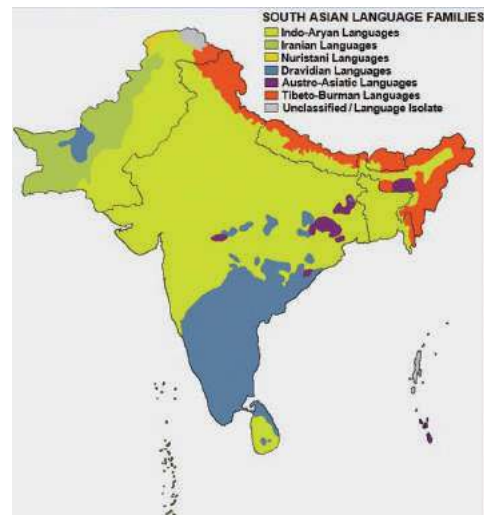 SOUTH ASIAN LANGUAGE FAMILIES
Indo-Aryan Languages
Iranian Languages
Nuristani Languages
Dravidian Languages
Austro-Asiatic Languages
Tibeto-Burman Languages
Unclassified / Language Isolate